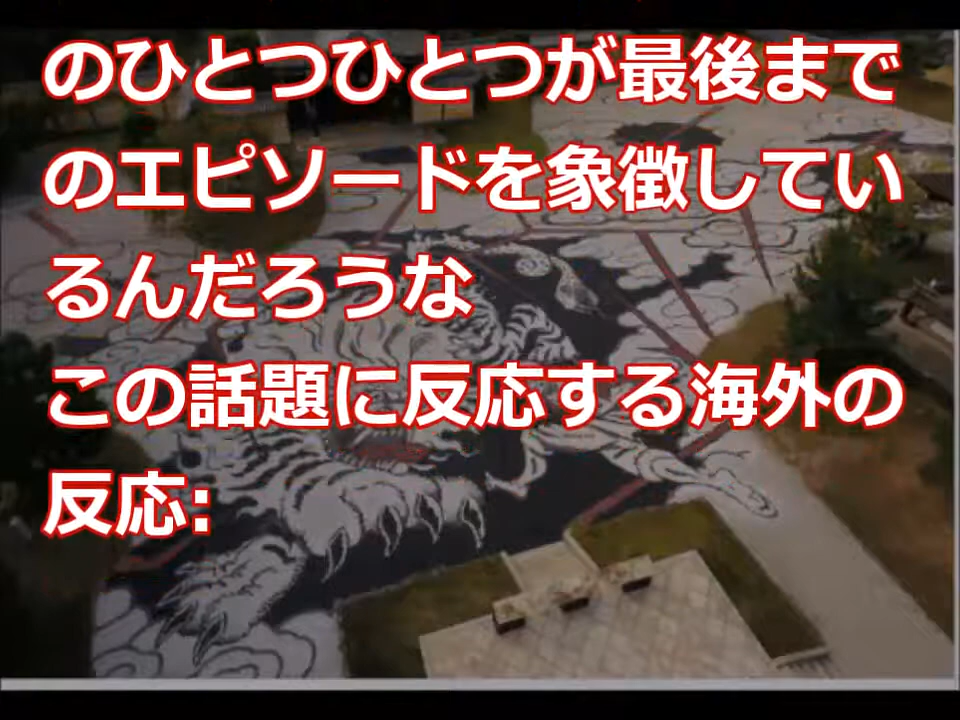 のひとつひとつが最後まで
のエピソードを象徴してい
るんだろうな
この話題に反応する海外の
反応: